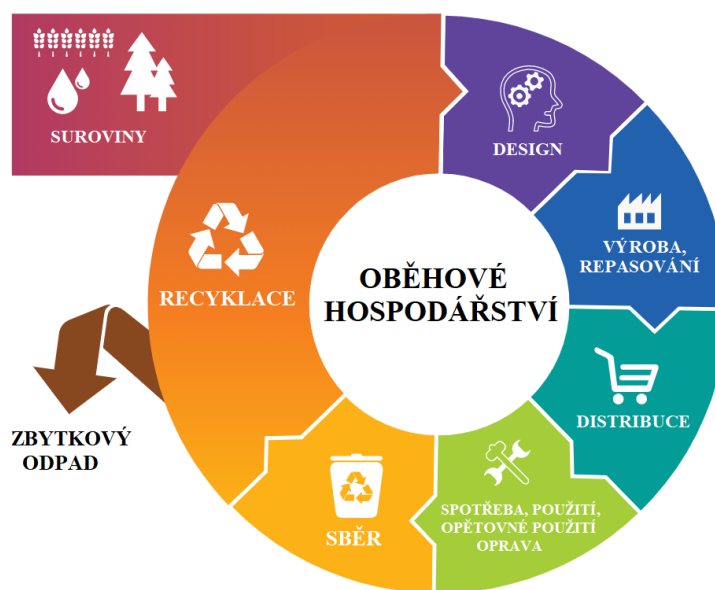 SUROVINY
DESIGN
VÝROBA,
REPASOVÁNÍ
DISTRIBUCE
SPOTŘEBA, POUŽITÍ,
OPĚTOVNÉ POUŽITÍ
OPRAVA
SBĚR
RECYKLACE
ZBYTKOVÝ
ODPAD
OBĚHOVÉ
HOSPODÁŘSTVÍ